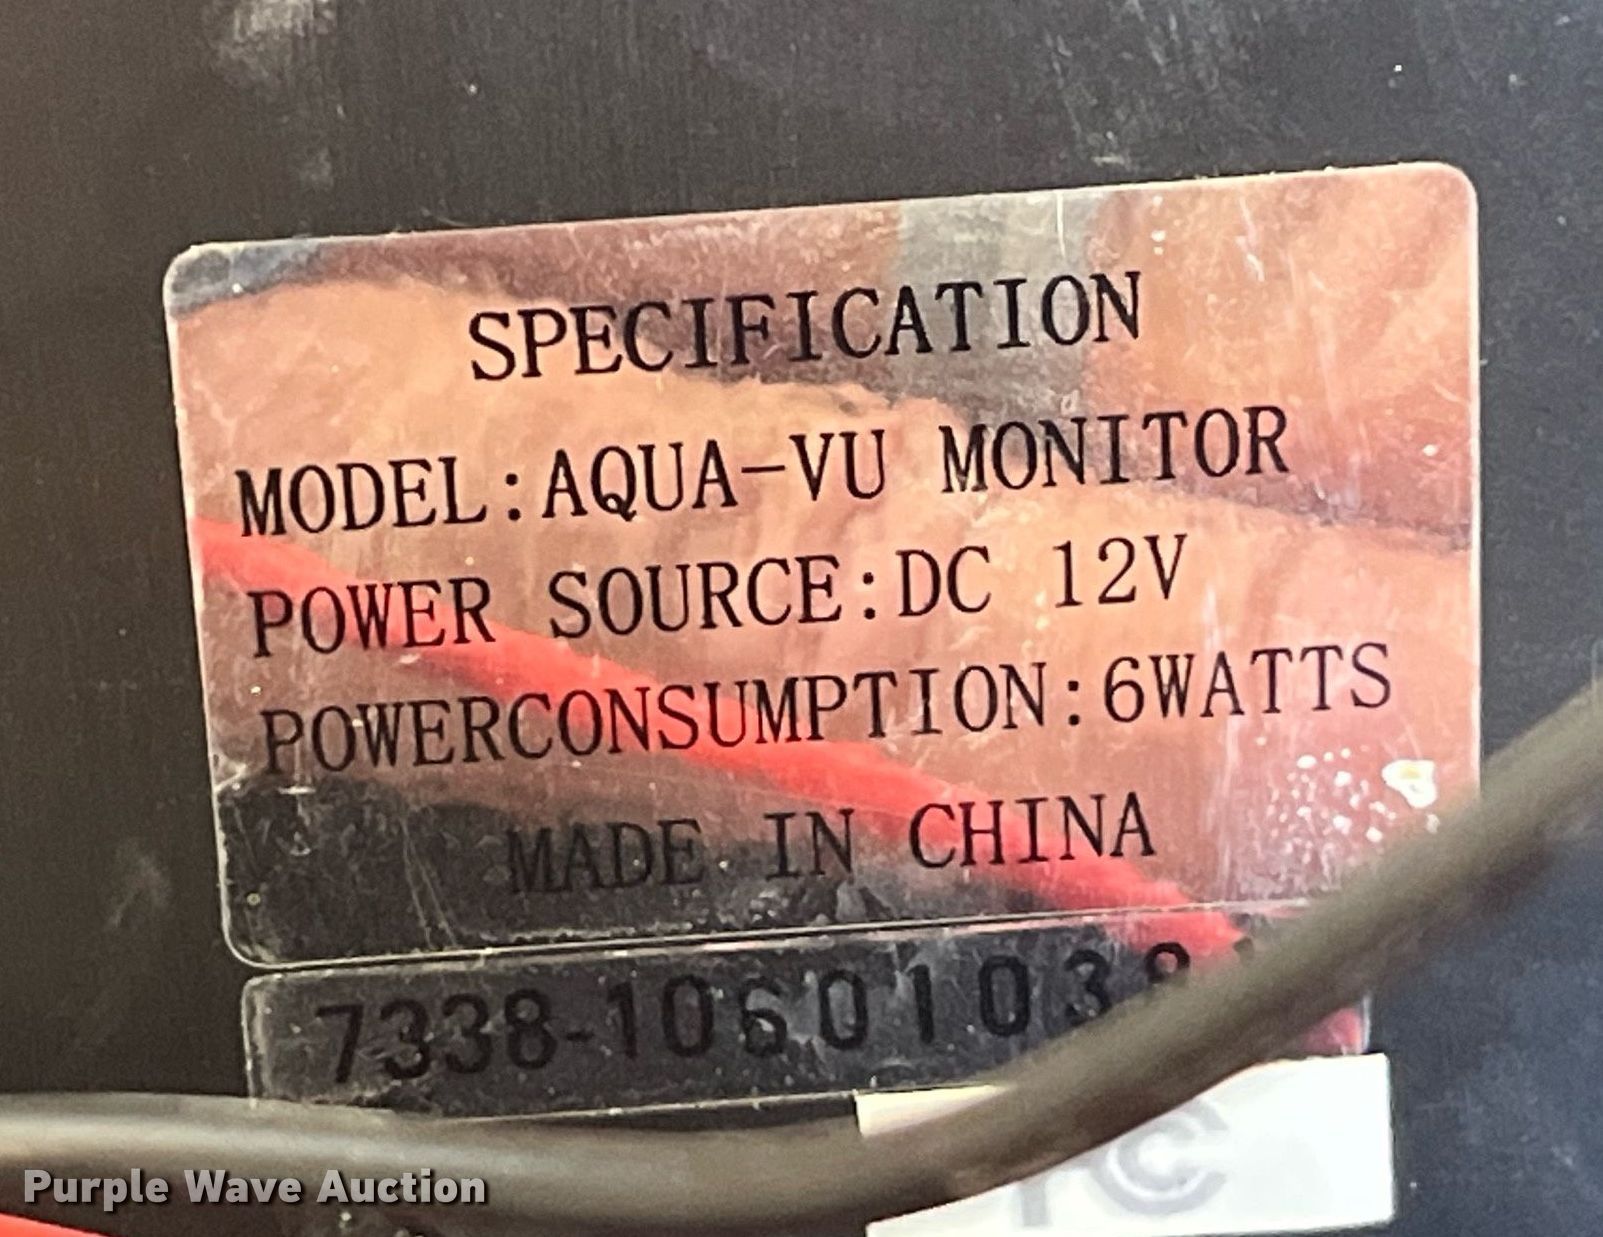 SPECIFICATION
MODEL:AQUA-VU MONITOR
POWER SOURCE:DC 12V
POWERCONSUMPTION:6WATTS
MADE IN CHINA
Purple Wave Auction